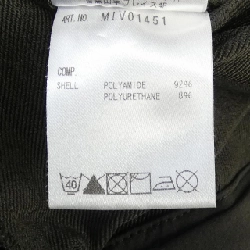 ART.NO MIV01451
COMP.
SHELL POLYAMIDE 92%
POLYURETHANE 8%
40